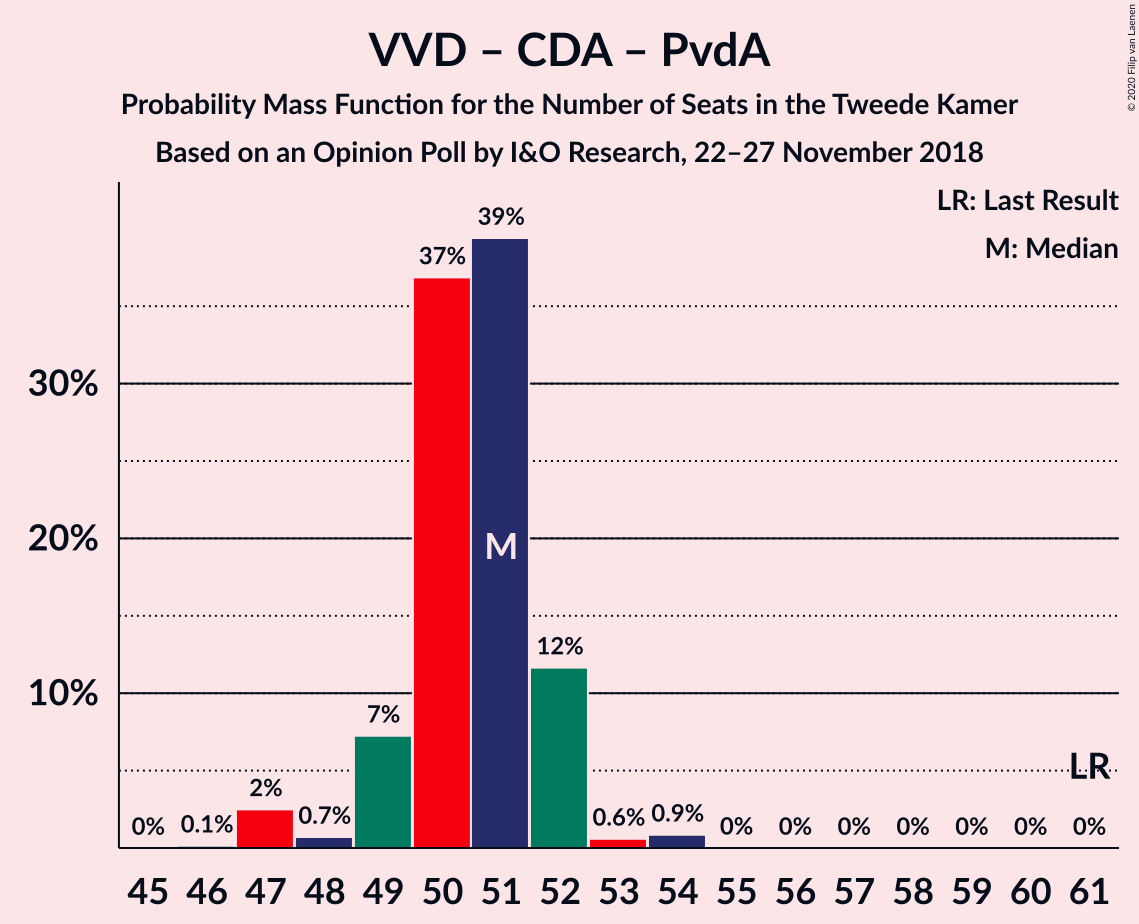 VVD – CDA – PvdA
Probability Mass Function for the Number of Seats in the Tweede Kamer
Based on an Opinion Poll by I&O Research, 22–27 November 2018
© 2020 Filip van Laenen
LR: Last Result
M: Median
30%
20%
10%
0% 0.1% 2% 0.7% 7% 37% 39% 12% 0.6% 0.9% 0% 0% 0% 0% 0% 0% 0%
M
LR
45 46 47 48 49 50 51 52 53 54 55 56 57 58 59 60 61